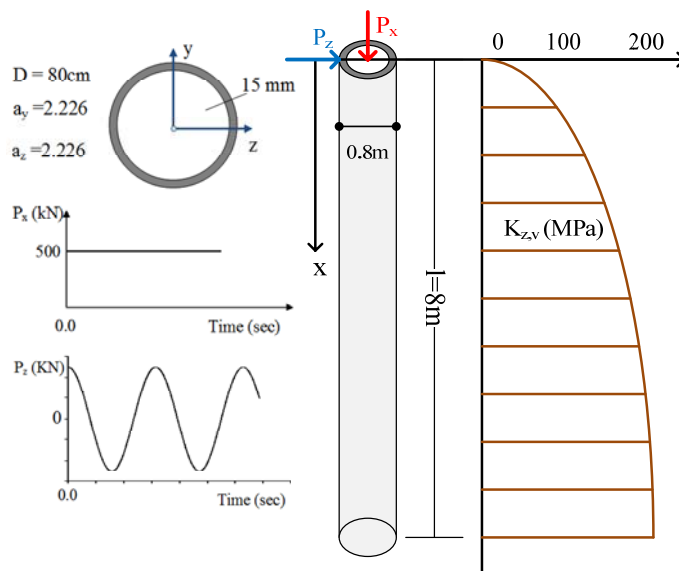 y
D = 80cm
15 mm
a_y =2.226
a_z =2.226
z
P_x (kN)
500
0.0
Time (sec)
P_z (KN)
0
0.0
Time (sec)
P_x
P_z
0.8m
x
l=8m
0 100 200
K_z,v (MPa)